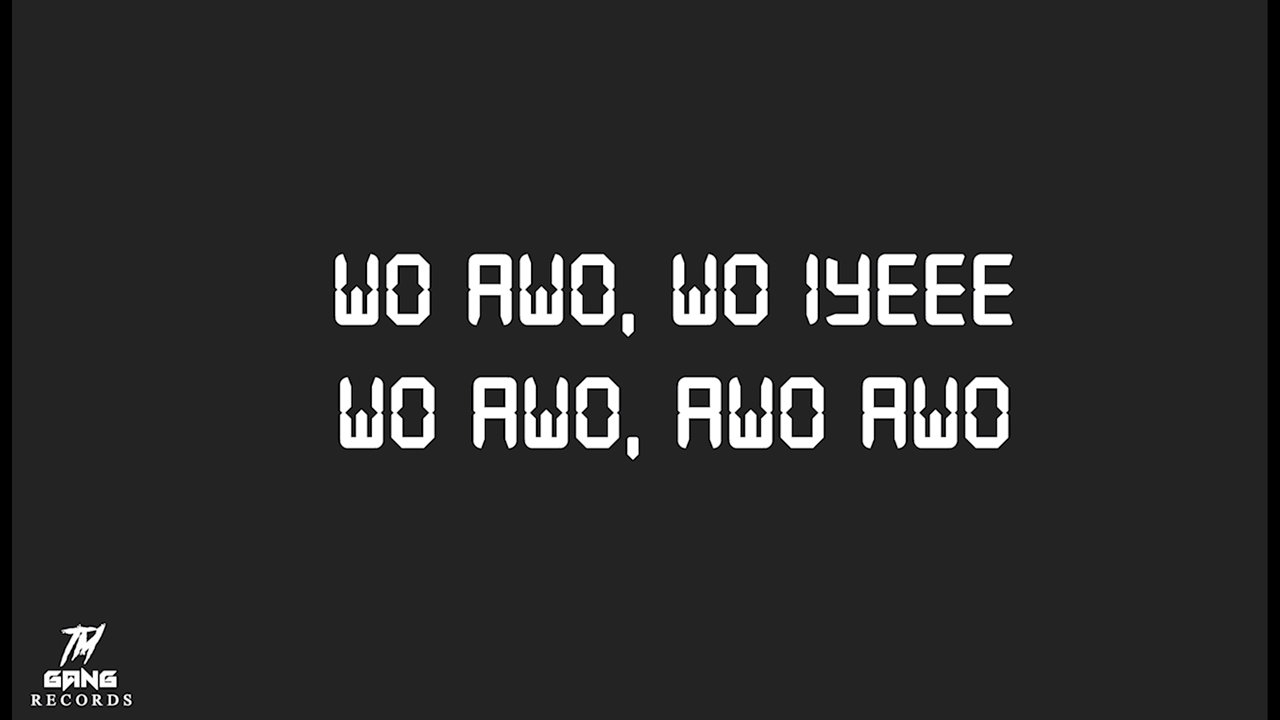 WO AWO, WO IYEEE
WO AWO, AWO AWO
TM
GANG
RECORDS